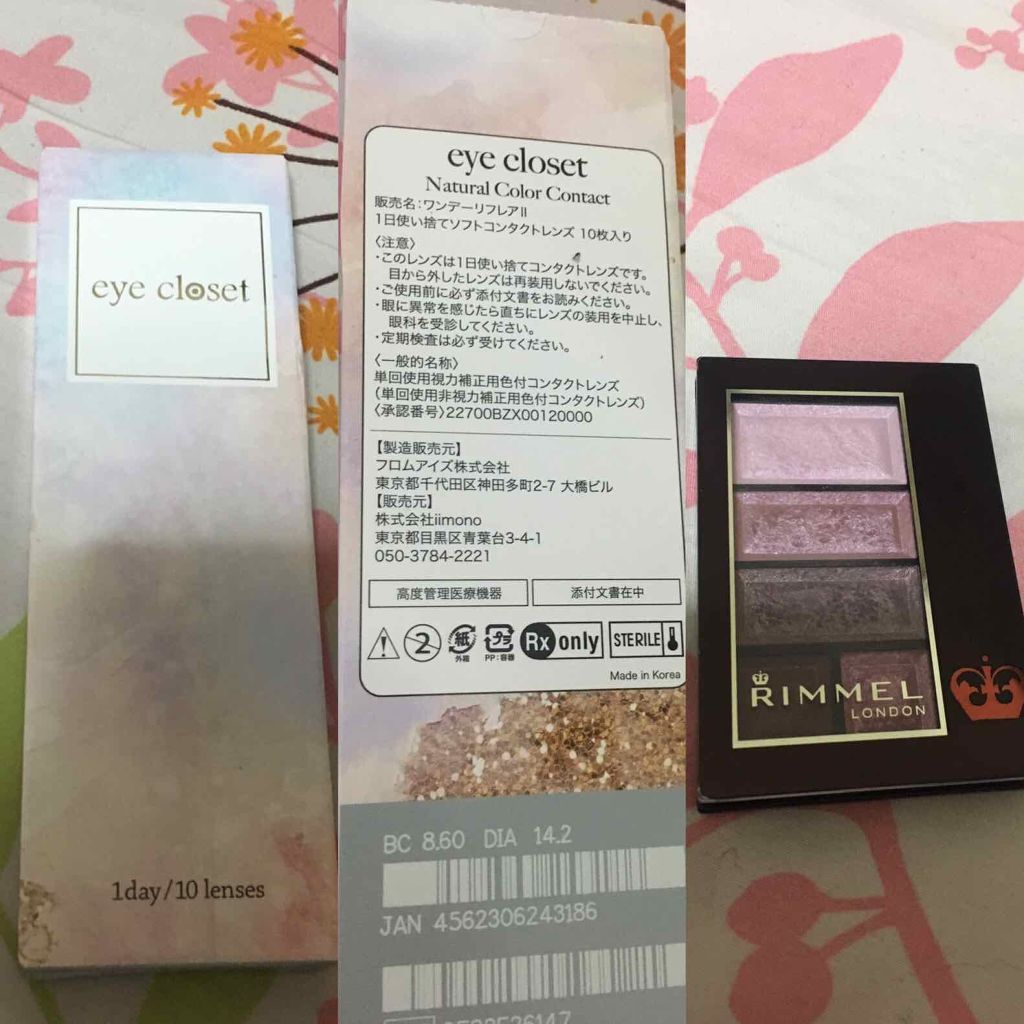 eye closet
1day/10 lenses
eye closet
Natural Color Contact
販売名:ワンデーリフレアII
1日使い捨てソフトコンタクトレンズ 10枚入り
〈注意〉
・このレンズは1日使い捨てコンタクトレンズです。
目から外したレンズは再装用しないでください。
・ご使用前に必ず添付文書をお読みください。
・眼に異常を感じたら直ちにレンズの装用を中止し、
眼科を受診してください。
・定期検査は必ず受けてください。
〈一般的名称〉
単回使用視力補正用色付コンタクトレンズ
(単回使用非視力補正用色付コンタクトレンズ)
〈承認番号〉22700BZX00120000
【製造販売元】
フロムアイズ株式会社
東京都千代田区神田多町2-7 大橋ビル
【販売元】
株式会社iimono
東京都目黒区青葉台3-4-1
050-3784-2221
高度管理医療機器 添付文書在中
2 紙 外箱 プラ PP:容器 Rx only STERILE
Made in Korea
BC 8.60 DIA 14.2
JAN 4562306243186
RIMMEL
LONDON